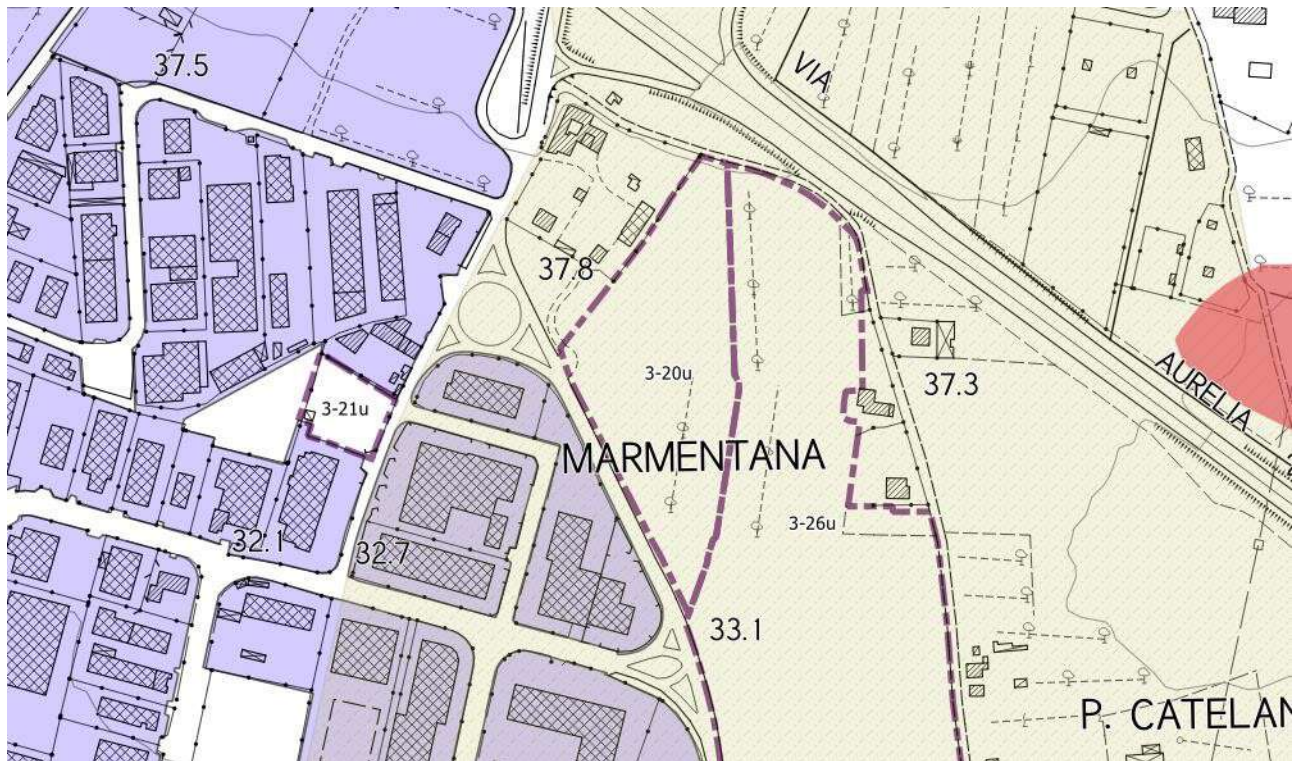 37.5
VIA
37.8
37.3
AURELIA
3-20u
3-21u
MARMENTANA
3-26u
32.1
32.7
33.1
P. CATELAN